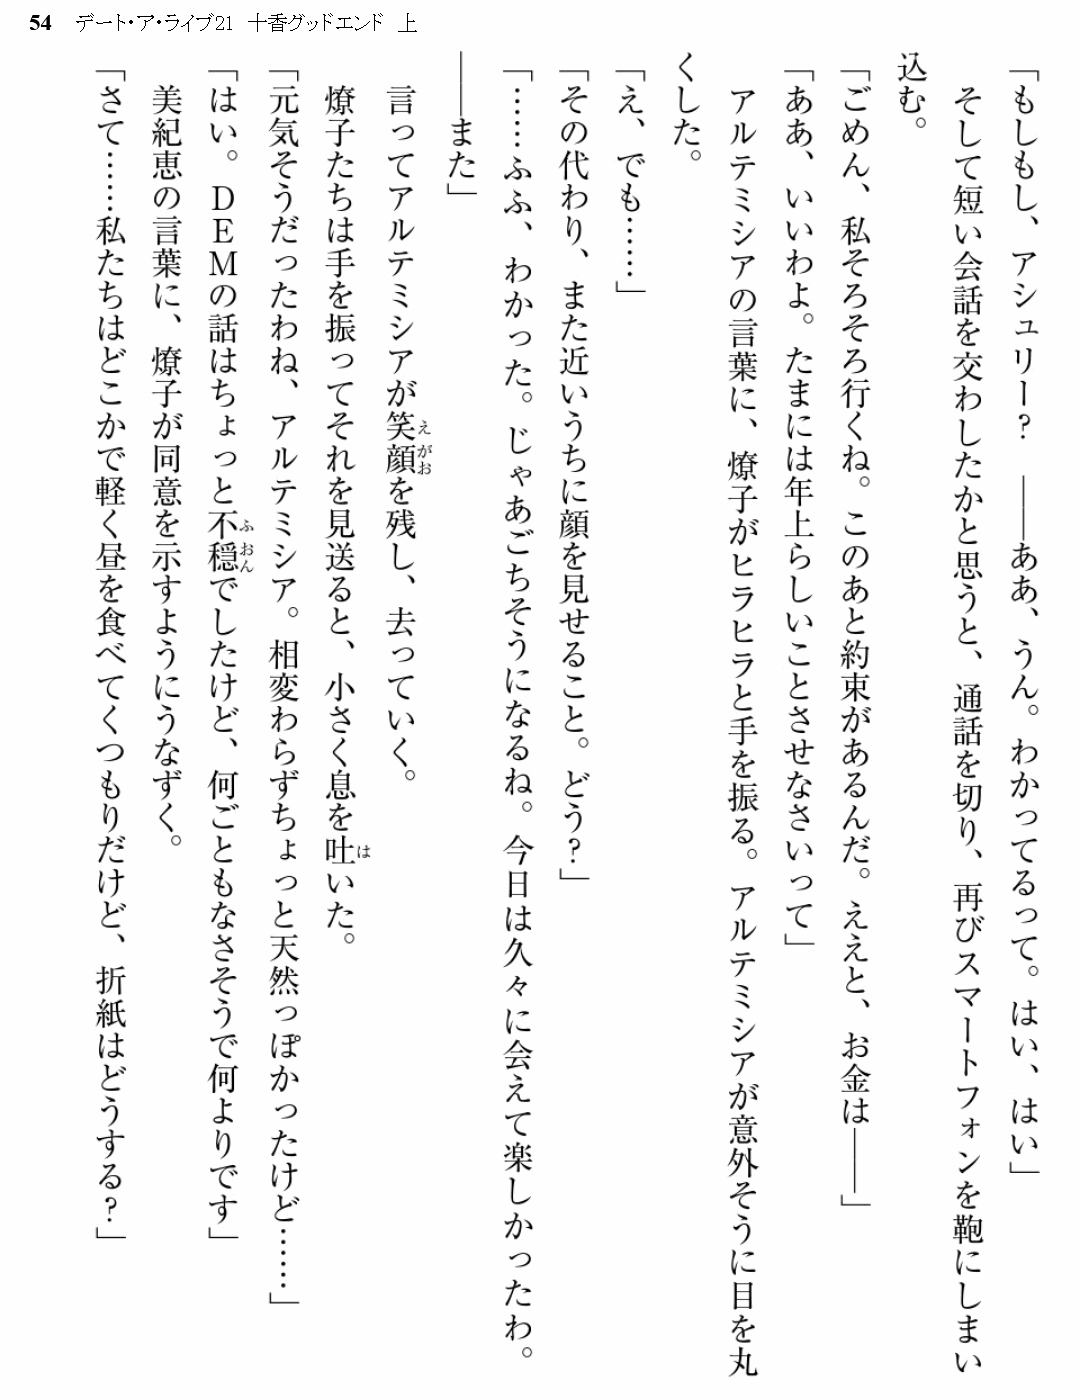 54 デート・ア・ライブ21 十香グッドエンド 上
「もしもし、アシュリー? ――ああ、うん。わかってるって。はい、はい」
そして短い会話を交わしたかと思うと、通話を切り、再びスマートフォンを鞄にしまい
込む。
「ごめん、私そろそろ行くね。このあと約束があるんだ。ええと、お金は――」
「ああ、いいわよ。たまには年上らしいことさせなさいって」
アルテミシアの言葉に、燎子がヒラヒラと手を振る。アルテミシアが意外そうに目を丸
くした。
「え、でも……」
「その代わり、また近いうちに顔を見せること。どう?」
「……ふふ、わかった。じゃあごちそうになるね。今日は久々に会えて楽しかったわ。
――また」
言ってアルテミシアが笑顔を残し、去っていく。
えがお
燎子たちは手を振ってそれを見送ると、小さく息を吐いた。
は
「元気そうだったわね、アルテミシア。相変わらずちょっと天然っぽかったけど……」
「はい。DEMの話はちょっと不穏でしたけど、何ごともなさそうで何よりです」
ふおん
美紀恵の言葉に、燎子が同意を示すようにうなずく。
「さて……私たちはどこかで軽く昼を食べてくつもりだけど、折紙はどうする?」